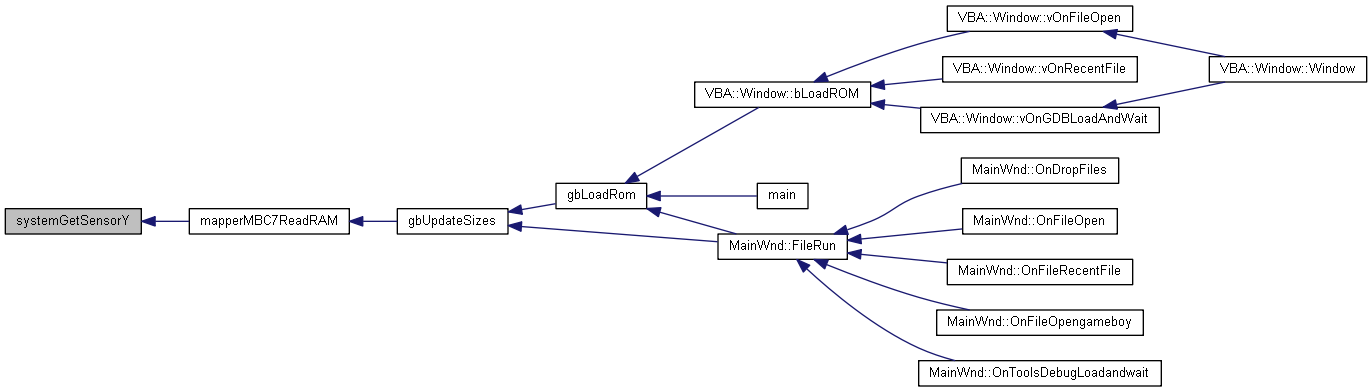 systemGetSensorY
mapperMBC7ReadRAM
gbUpdateSizes
gbLoadRom
VBA::Window::bLoadROM
VBA::Window::vOnFileOpen
VBA::Window::Window
VBA::Window::vOnRecentFile
VBA::Window::vOnGDBLoadAndWait
main
MainWnd::FileRun
MainWnd::OnDropFiles
MainWnd::OnFileOpen
MainWnd::OnFileRecentFile
MainWnd::OnFileOpengameboy
MainWnd::OnToolsDebugLoadandwait